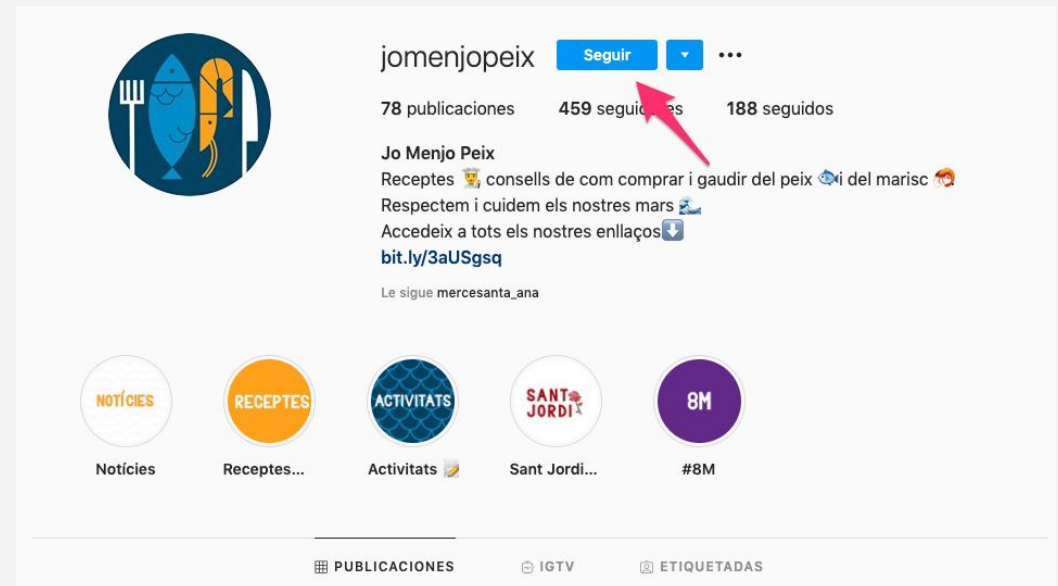 jomenjopeix Seguir
78 publicaciones 459 seguidores 188 seguidos
Jo Menjo Peix
Receptes 👨‍🍳 consells de com comprar i gaudir del peix 🐟i del marisc 🦐
Respectem i cuidem els nostres mars 🌊
Accedeix a tots els nostres enllaços⬇️
bit.ly/3aUSgsq
Le sigue mercesanta_ana
NOTÍCIES RECEPTES ACTIVITATS SANT JORDI 8M
Notícies Receptes... Activitats 📝 Sant Jordi... #8M
PUBLICACIONES IGTV ETIQUETADAS